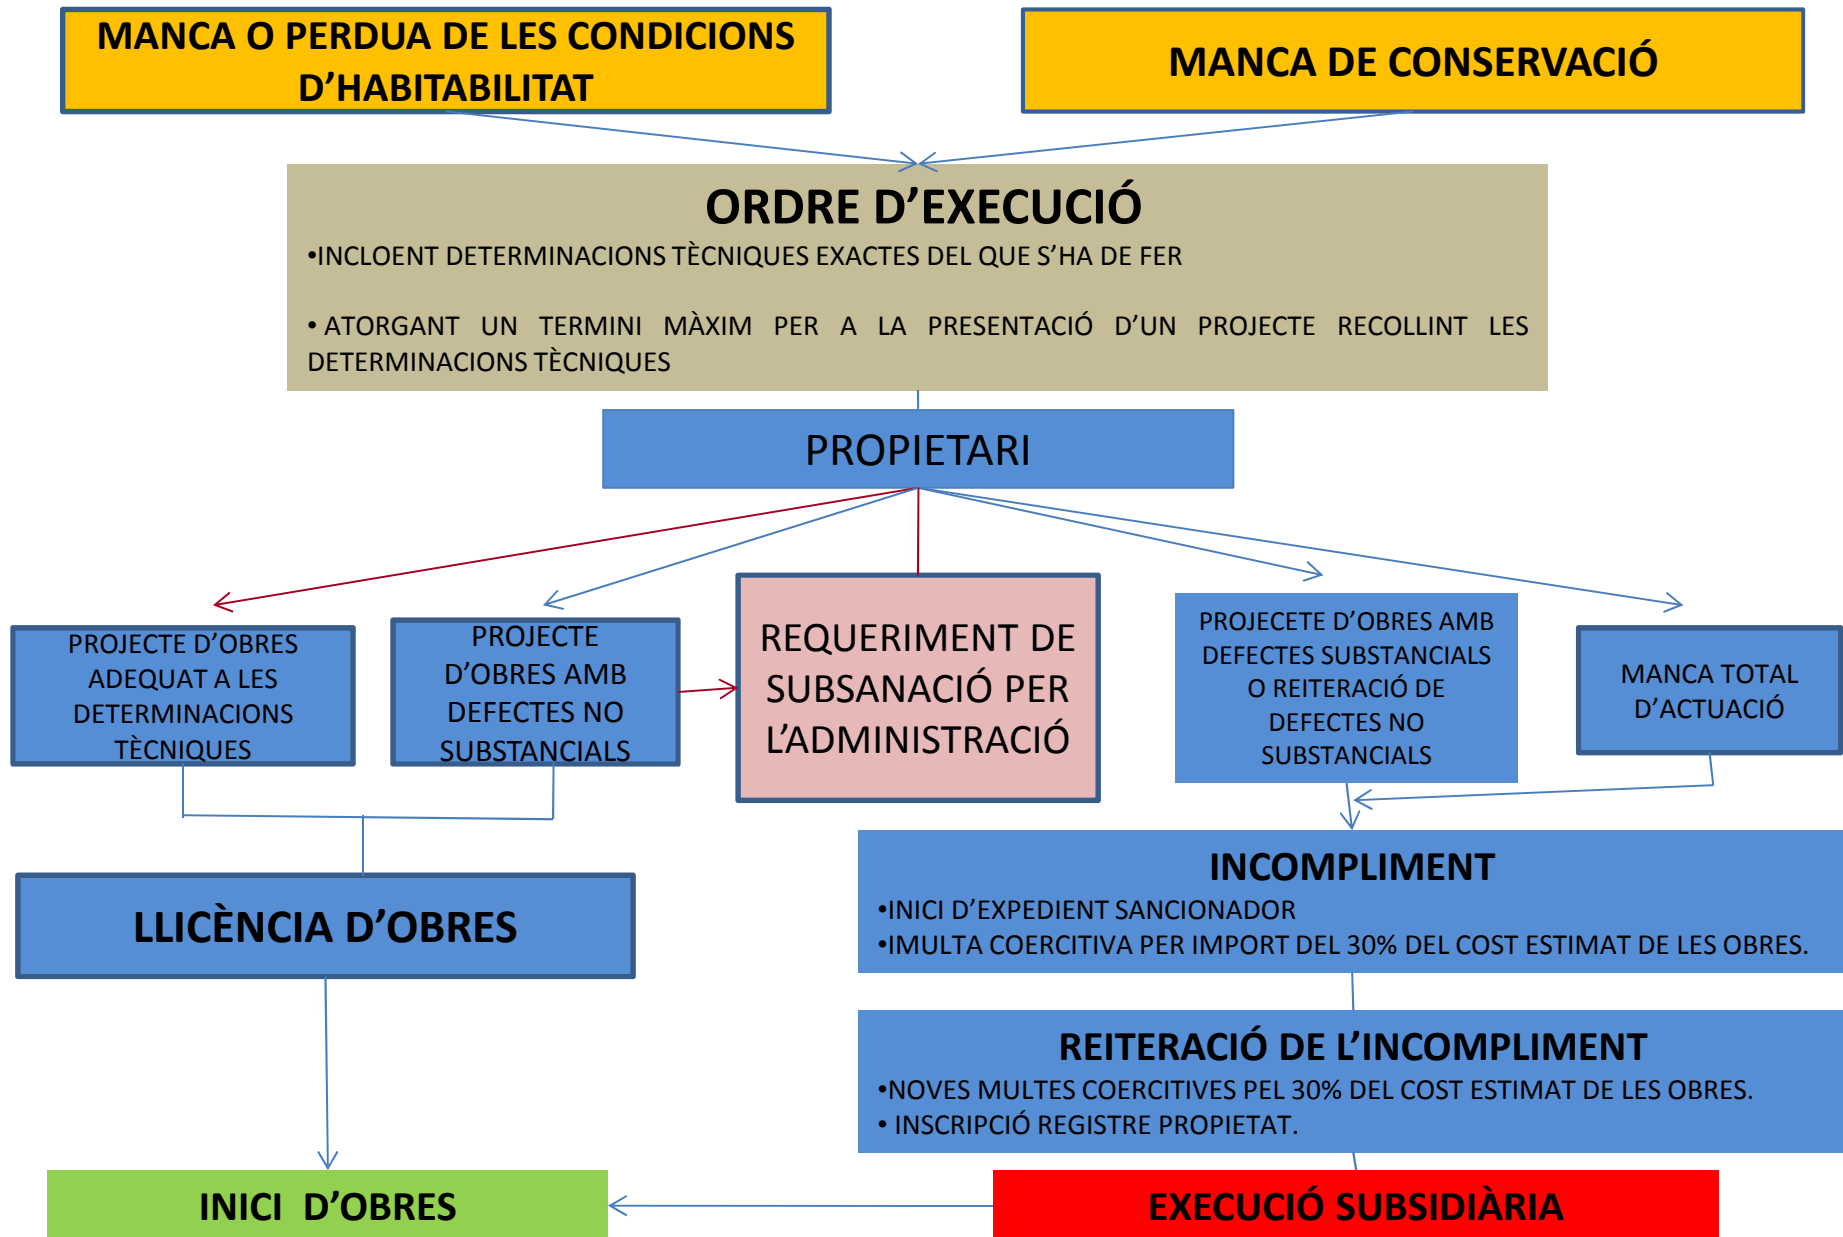 MANCA O PERDUA DE LES CONDICIONS
D’HABITABILITAT
MANCA DE CONSERVACIÓ
ORDRE D’EXECUCIÓ
•INCLOENT DETERMINACIONS TÈCNIQUES EXACTES DEL QUE S’HA DE FER
• ATORGANT UN TERMINI MÀXIM PER A LA PRESENTACIÓ D’UN PROJECTE RECOLLINT LES
DETERMINACIONS TÈCNIQUES
PROPIETARI
PROJECTE D’OBRES
ADEQUAT A LES
DETERMINACIONS
TÈCNIQUES
PROJECTE
D’OBRES AMB
DEFECTES NO
SUBSTANCIALS
REQUERIMENT DE
SUBSANACIÓ PER
L’ADMINISTRACIÓ
PROJECETE D’OBRES AMB
DEFECTES SUBSTANCIALS
O REITERACIÓ DE
DEFECTES NO
SUBSTANCIALS
MANCA TOTAL
D’ACTUACIÓ
LLICÈNCIA D’OBRES
INCOMPLIMENT
•INICI D’EXPEDIENT SANCIONADOR
•IMULTA COERCITIVA PER IMPORT DEL 30% DEL COST ESTIMAT DE LES OBRES.
REITERACIÓ DE L’INCOMPLIMENT
•NOVES MULTES COERCITIVES PEL 30% DEL COST ESTIMAT DE LES OBRES.
• INSCRIPCIÓ REGISTRE PROPIETAT.
INICI D’OBRES
EXECUCIÓ SUBSIDIÀRIA